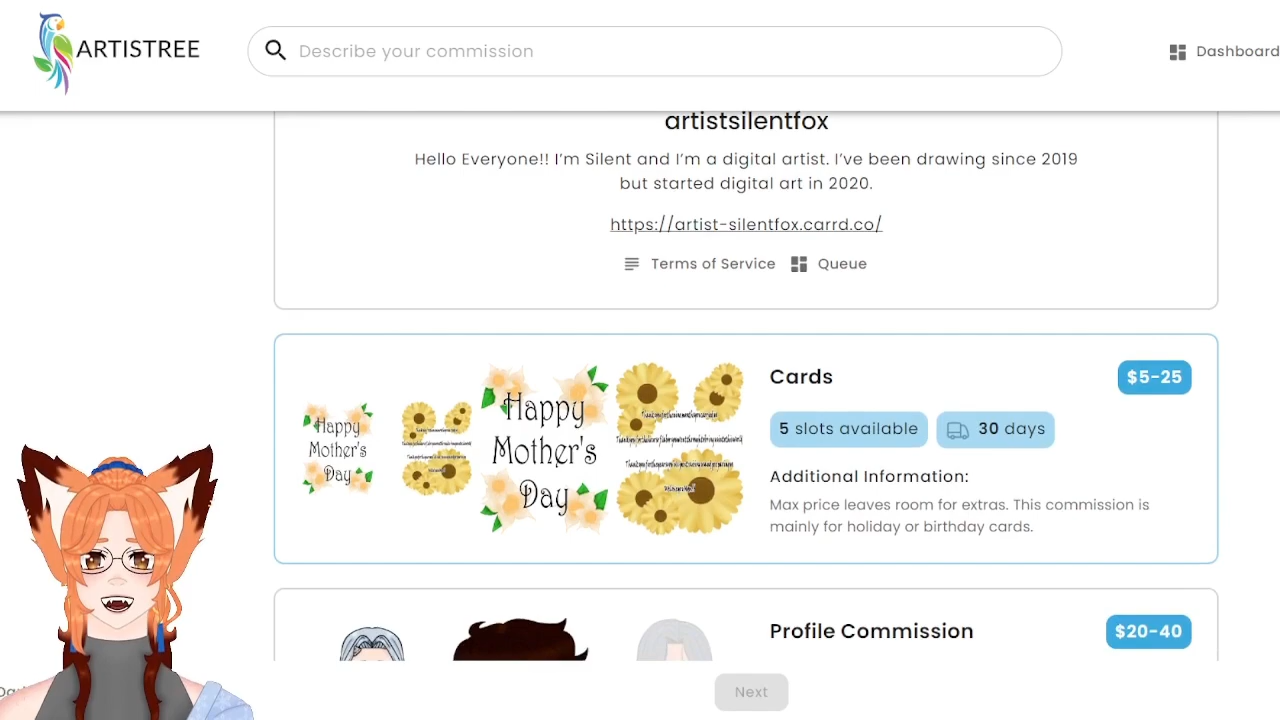 ARTISTREE
Describe your commission
Dashboard
artistsilentfox
Hello Everyone!! I'm Silent and I'm a digital artist. I've been drawing since 2019
but started digital art in 2020.
https://artist-silentfox.carrd.co/
Terms of Service
Queue
Happy
Mother's
Day
Happy
Mother's
Day
Cards
$5-25
5 slots available
30 days
Additional Information:
Max price leaves room for extras. This commission is
mainly for holiday or birthday cards.
Profile Commission
$20-40
Next